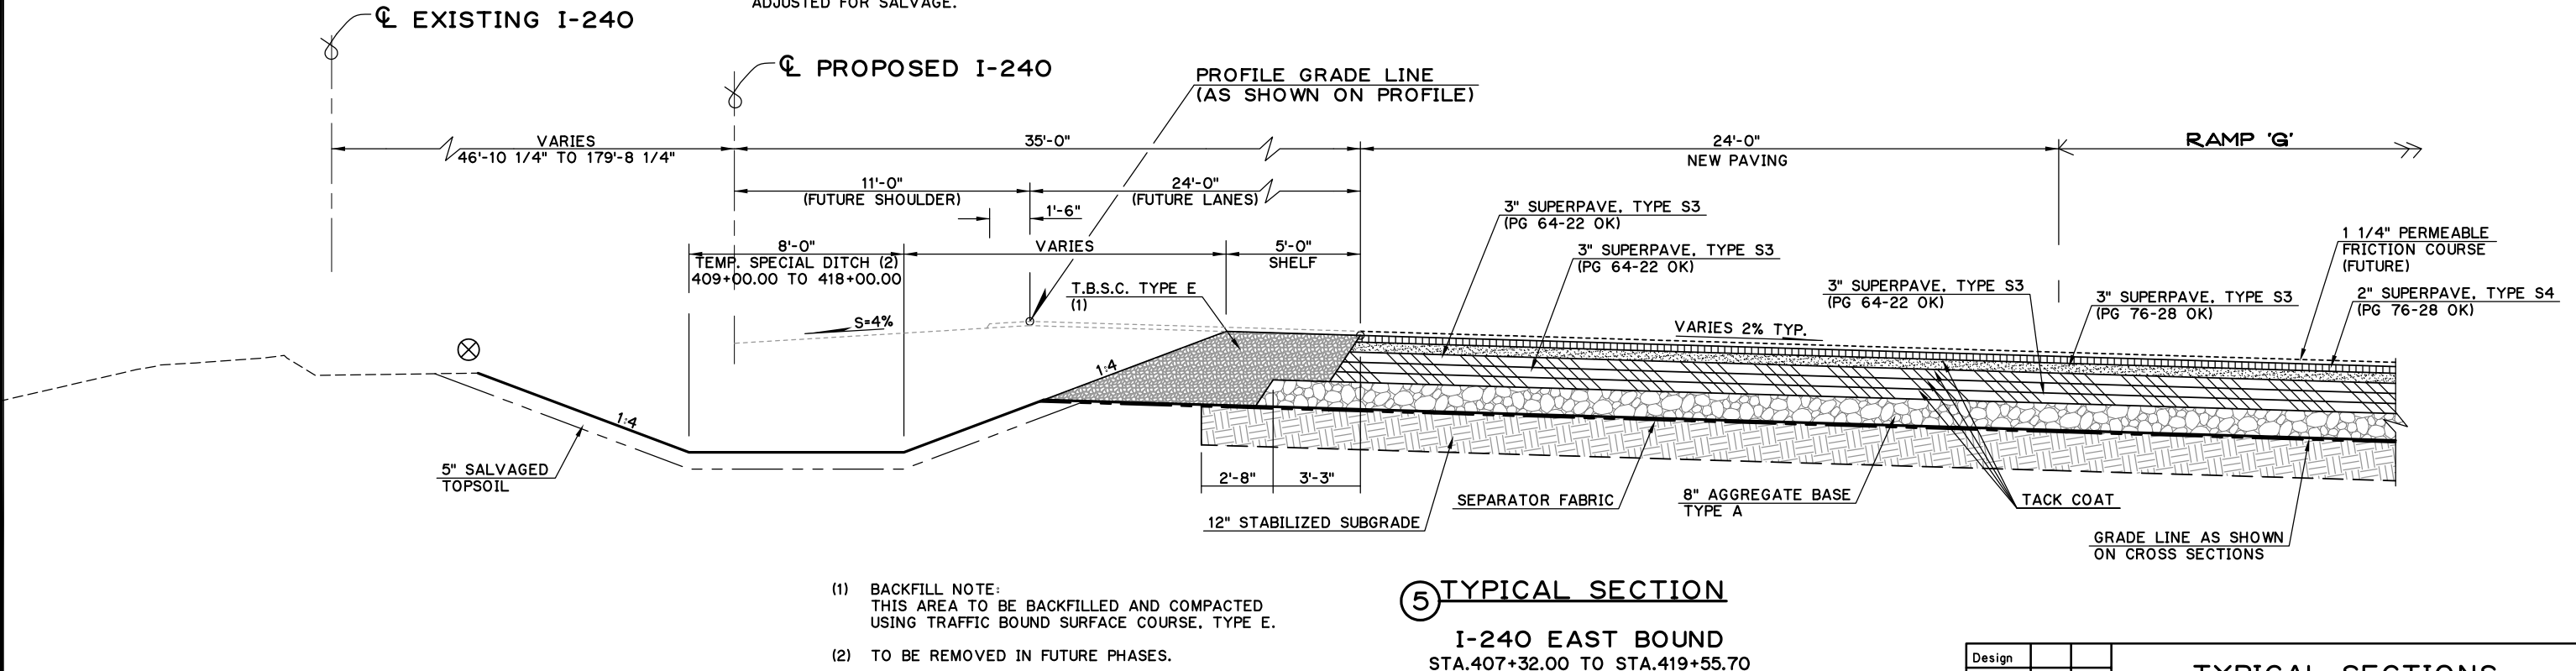 ADJUSTED FOR SALVAGE.
℄ EXISTING I-240
℄ PROPOSED I-240
PROFILE GRADE LINE
(AS SHOWN ON PROFILE)
VARIES
46'-10 1/4" TO 179'-8 1/4"
35'-0"
24'-0"
NEW PAVING
RAMP 'G'
11'-0"
(FUTURE SHOULDER)
24'-0"
(FUTURE LANES)
1'-6"
8'-0"
TEMP. SPECIAL DITCH (2)
409+00.00 TO 418+00.00
VARIES
5'-0"
SHELF
3" SUPERPAVE, TYPE S3
(PG 64-22 OK)
3" SUPERPAVE, TYPE S3
(PG 64-22 OK)
3" SUPERPAVE, TYPE S3
(PG 64-22 OK)
3" SUPERPAVE, TYPE S3
(PG 76-28 OK)
1 1/4" PERMEABLE
FRICTION COURSE
(FUTURE)
2" SUPERPAVE, TYPE S4
(PG 76-28 OK)
T.B.S.C. TYPE E
(1)
S=4%
VARIES 2% TYP.
1:4
1:4
5" SALVAGED
TOPSOIL
2'-8"
3'-3"
12" STABILIZED SUBGRADE
SEPARATOR FABRIC
8" AGGREGATE BASE
TYPE A
TACK COAT
GRADE LINE AS SHOWN
ON CROSS SECTIONS
(1) BACKFILL NOTE:
THIS AREA TO BE BACKFILLED AND COMPACTED
USING TRAFFIC BOUND SURFACE COURSE, TYPE E.
(2) TO BE REMOVED IN FUTURE PHASES.
5 TYPICAL SECTION
I-240 EAST BOUND
STA.407+32.00 TO STA.419+55.70
Design
TYPICAL SECTIONS